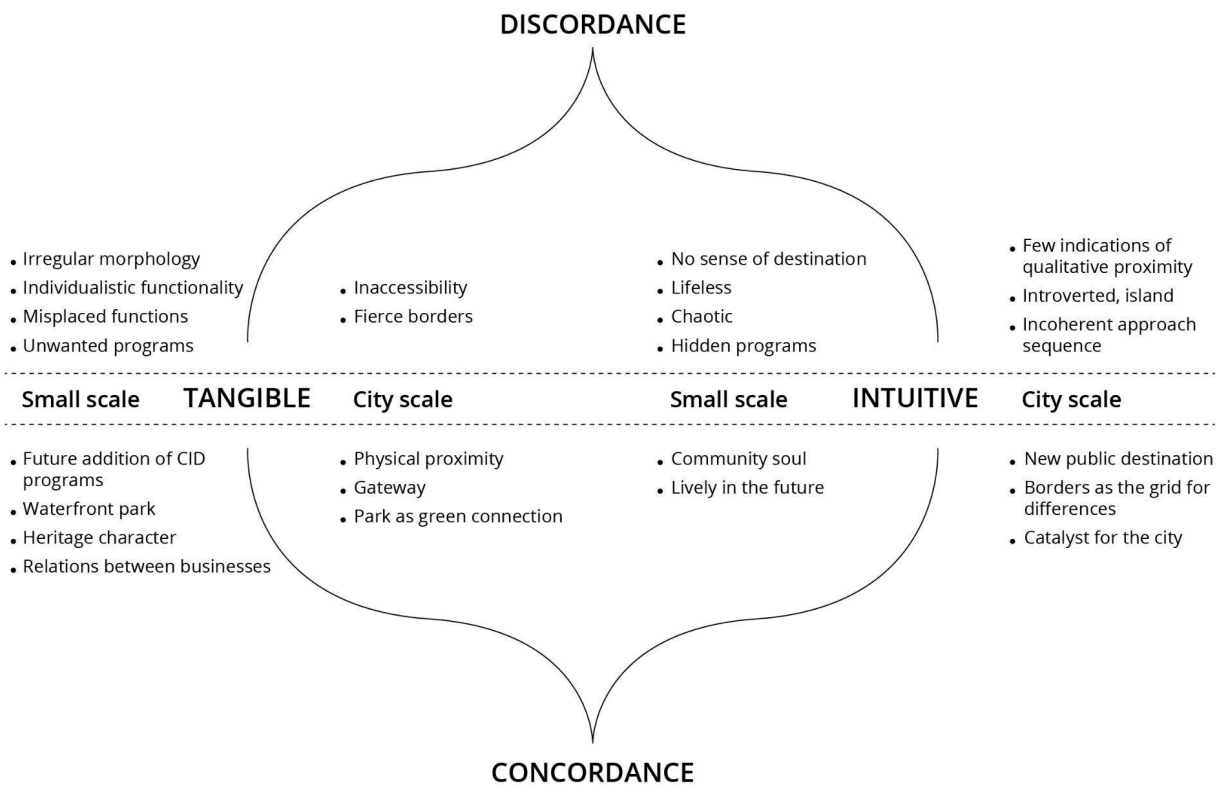 DISCORDANCE
• Irregular morphology
• Individualistic functionality
• Misplaced functions
• Unwanted programs
• Inaccessibility
• Fierce borders
• No sense of destination
• Lifeless
• Chaotic
• Hidden programs
• Few indications of
qualitative proximity
• Introverted, island
• Incoherent approach
sequence
Small scale
TANGIBLE
City scale
Small scale
INTUITIVE
City scale
• Future addition of CID
programs
• Waterfront park
• Heritage character
• Relations between businesses
• Physical proximity
• Gateway
• Park as green connection
• Community soul
• Lively in the future
• New public destination
• Borders as the grid for
differences
• Catalyst for the city
CONCORDANCE